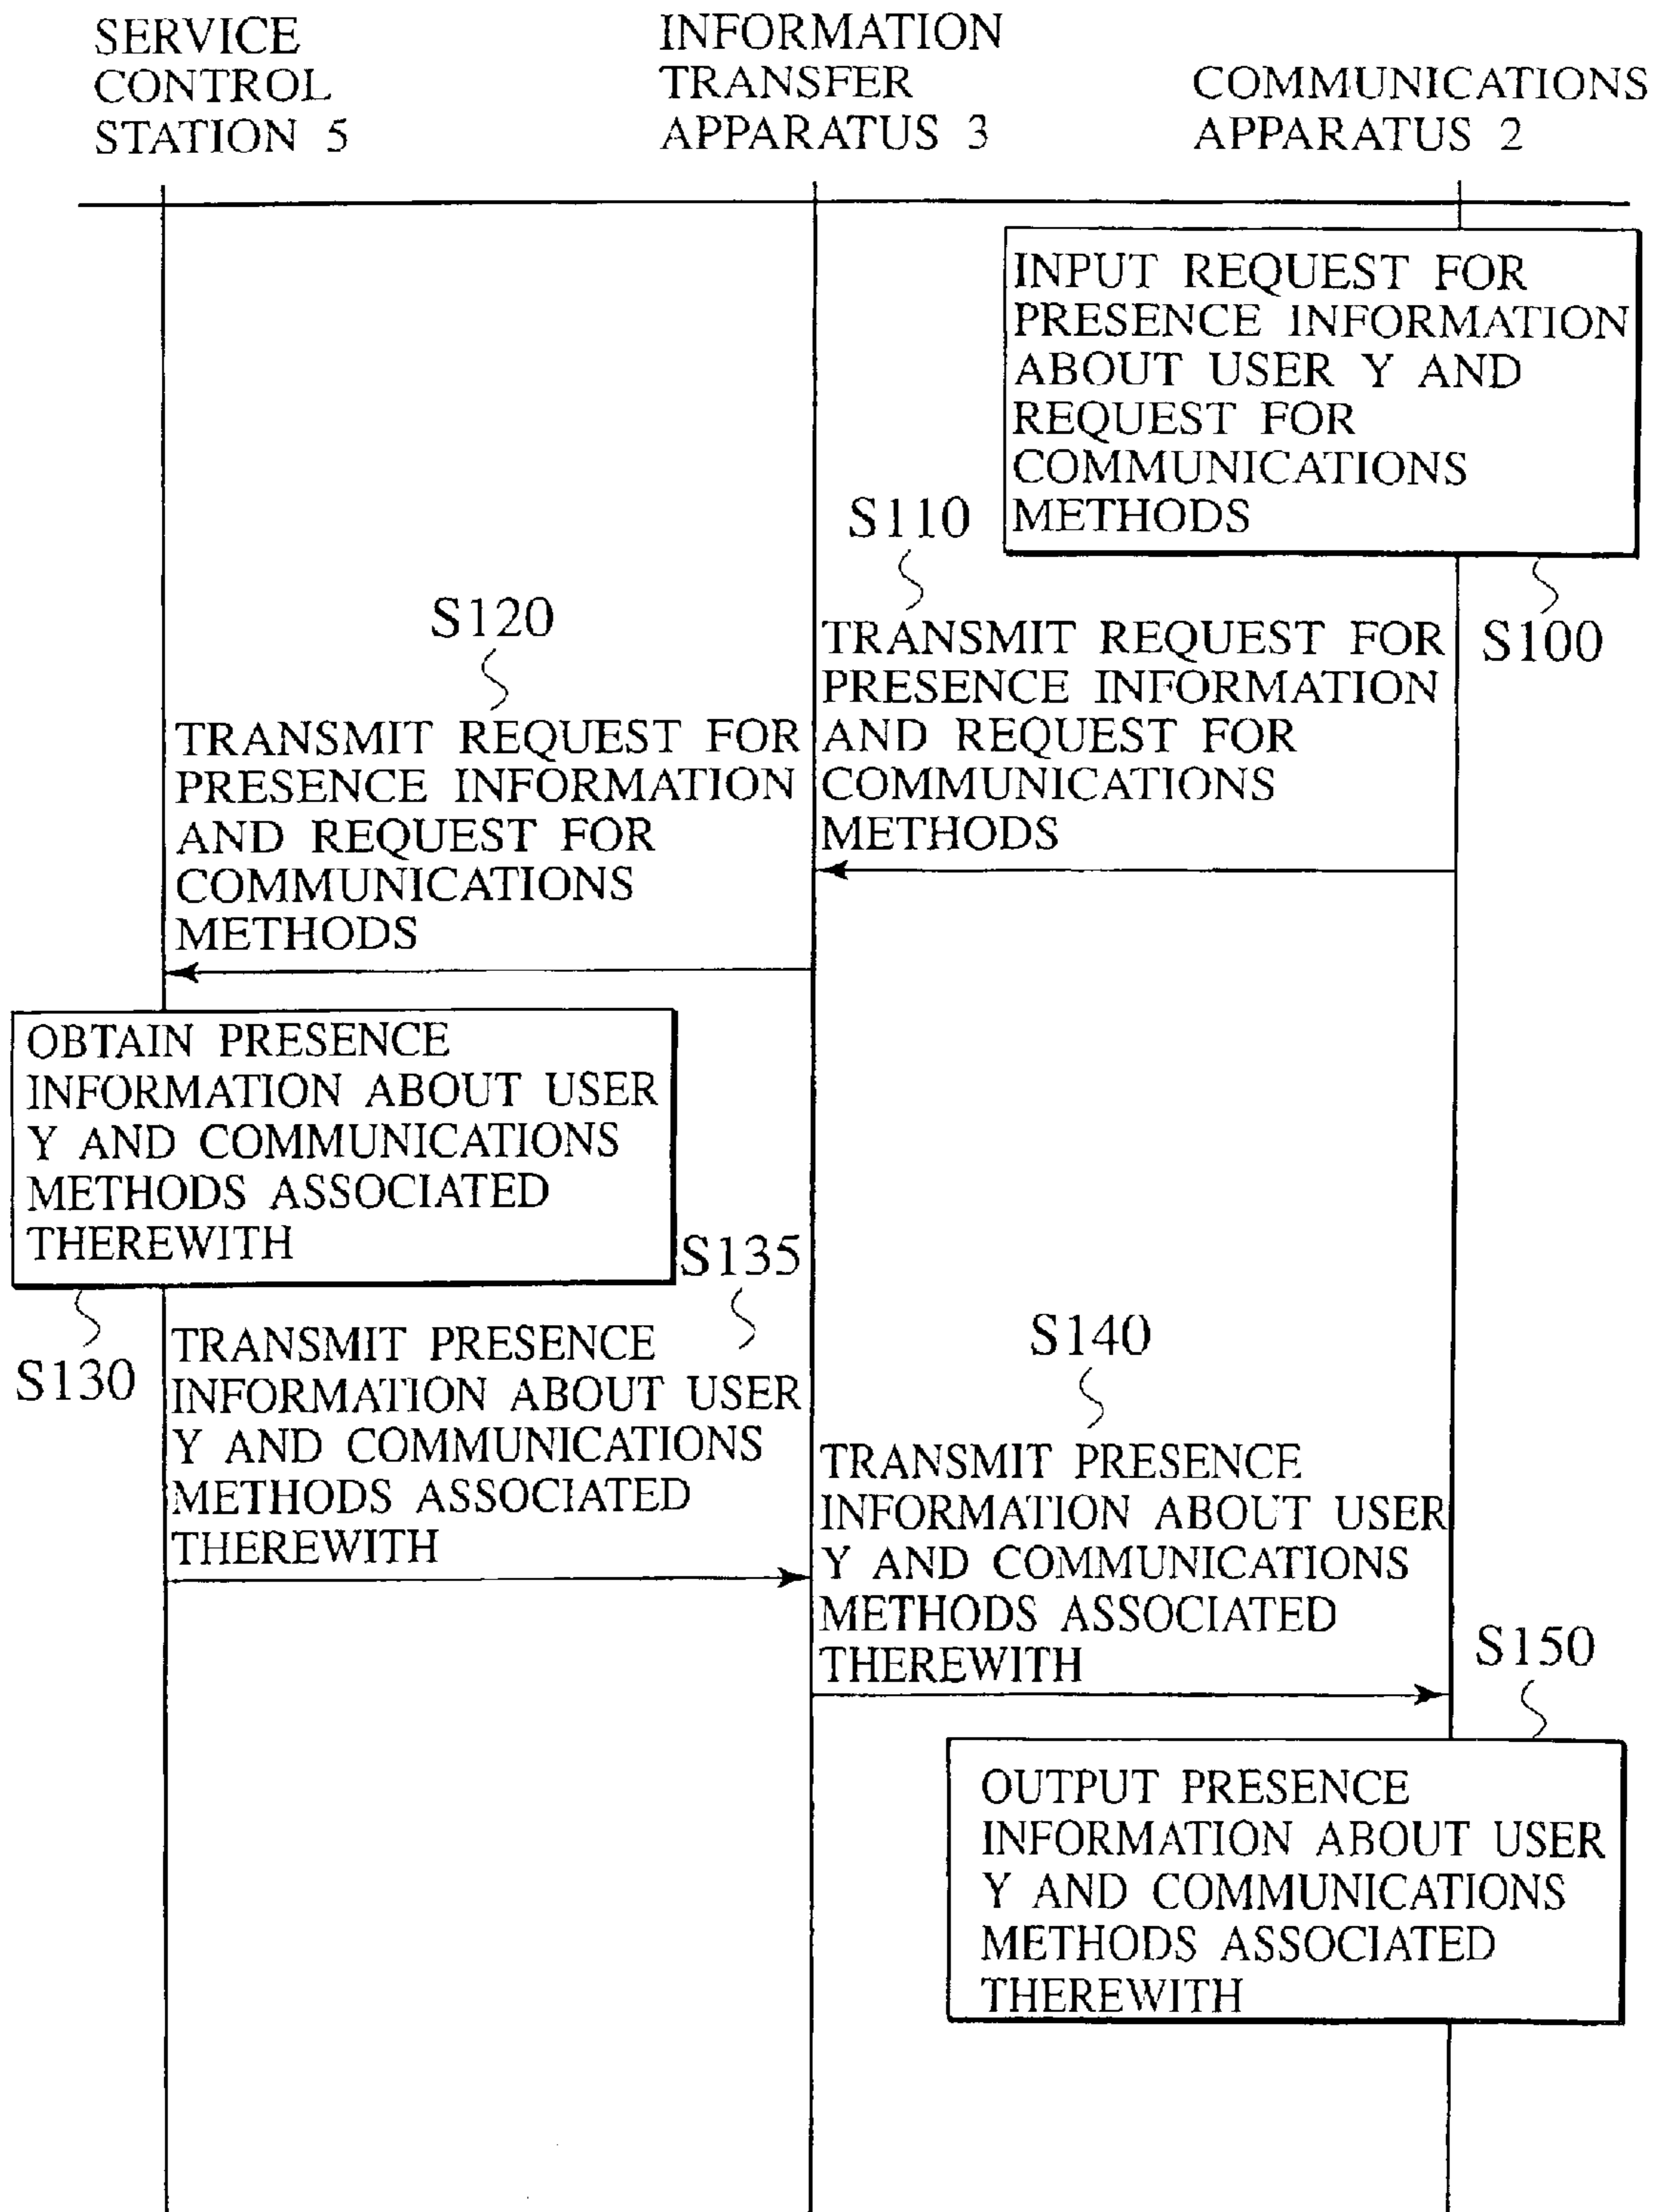 SERVICE
CONTROL
STATION 5
INFORMATION
TRANSFER
APPARATUS 3
COMMUNICATIONS
APPARATUS 2
INPUT REQUEST FOR
PRESENCE INFORMATION
ABOUT USER Y AND
REQUEST FOR
COMMUNICATIONS
METHODS
S100
S110
TRANSMIT REQUEST FOR
PRESENCE INFORMATION
AND REQUEST FOR
COMMUNICATIONS
METHODS
S120
TRANSMIT REQUEST FOR
PRESENCE INFORMATION
AND REQUEST FOR
COMMUNICATIONS
METHODS
OBTAIN PRESENCE
INFORMATION ABOUT USER
Y AND COMMUNICATIONS
METHODS ASSOCIATED
THEREWITH
S130
S135
TRANSMIT PRESENCE
INFORMATION ABOUT USER
Y AND COMMUNICATIONS
METHODS ASSOCIATED
THEREWITH
S140
TRANSMIT PRESENCE
INFORMATION ABOUT USER
Y AND COMMUNICATIONS
METHODS ASSOCIATED
THEREWITH
S150
OUTPUT PRESENCE
INFORMATION ABOUT USER
Y AND COMMUNICATIONS
METHODS ASSOCIATED
THEREWITH